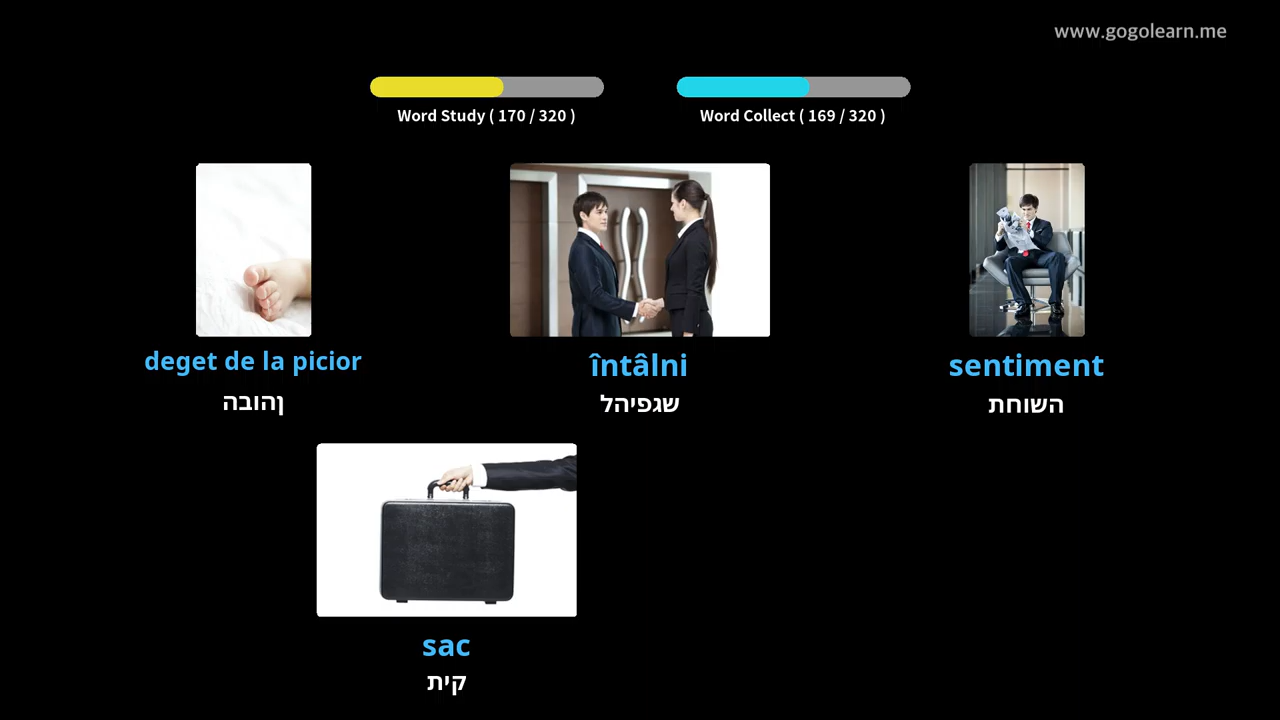 www.gogolearn.me
Word Study ( 170 / 320 )
Word Collect ( 169 / 320 )
deget de la picior
ןהובה
întâlni
שגפיהל
sentiment
השוחת
sac
קית